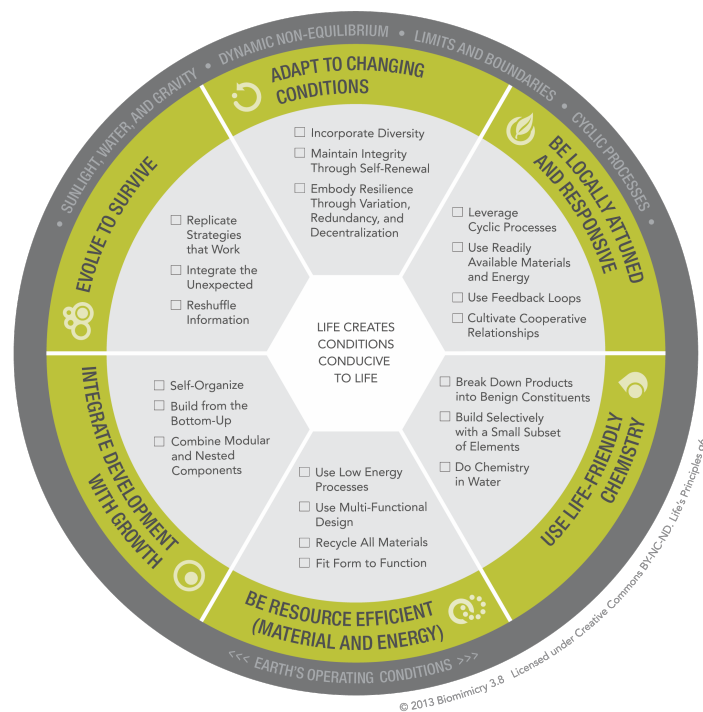 • SUNLIGHT, WATER, AND GRAVITY • DYNAMIC NON-EQUILIBRIUM • LIMITS AND BOUNDARIES • CYCLIC PROCESSES •
ADAPT TO CHANGING
CONDITIONS
Incorporate Diversity
Maintain Integrity
Through Self-Renewal
Embody Resilience
Through Variation,
Redundancy, and
Decentralization
BE LOCALLY ATTUNED
AND RESPONSIVE
Leverage
Cyclic Processes
Use Readily
Available Materials
and Energy
Use Feedback Loops
Cultivate Cooperative
Relationships
USE LIFE-FRIENDLY
CHEMISTRY
Break Down Products
into Benign Constituents
Build Selectively
with a Small Subset
of Elements
Do Chemistry
in Water
BE RESOURCE EFFICIENT
(MATERIAL AND ENERGY)
Use Low Energy
Processes
Use Multi-Functional
Design
Recycle All Materials
Fit Form to Function
INTEGRATE DEVELOPMENT
WITH GROWTH
Self-Organize
Build from the
Bottom-Up
Combine Modular
and Nested
Components
EVOLVE TO SURVIVE
Replicate
Strategies
that Work
Integrate the
Unexpected
Reshuffle
Information
LIFE CREATES
CONDITIONS
CONDUCIVE
TO LIFE
<<< EARTH'S OPERATING CONDITIONS >>>
© 2013 Biomimicry 3.8 Licensed under Creative Commons BY-NC-ND. Life's Principles